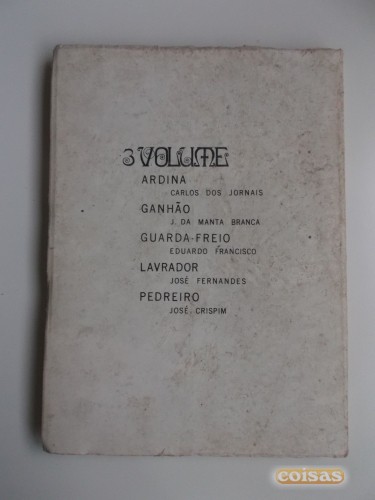 3 VOLUME
ARDINA
CARLOS DOS JORNAIS
GANHÃO
J. DA MANTA BRANCA
GUARDA-FREIO
EDUARDO FRANCISCO
LAVRADOR
JOSÉ FERNANDES
PEDREIRO
JOSÉ CRISPIM
coisas